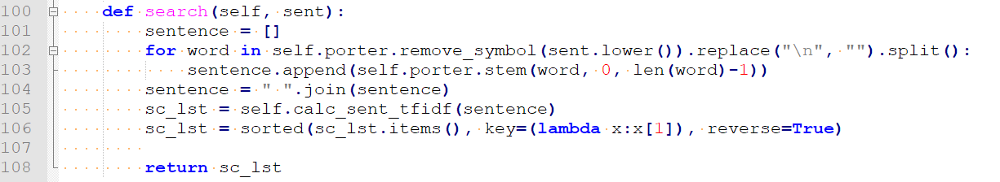 100 def search(self, sent):
101 sentence = []
102 for word in self.porter.remove_symbol(sent.lower()).replace("\n", "").split():
103 sentence.append(self.porter.stem(word, 0, len(word)-1))
104 sentence = " ".join(sentence)
105 sc_lst = self.calc_sent_tfidf(sentence)
106 sc_lst = sorted(sc_lst.items(), key=(lambda x:x[1]), reverse=True)
107
108 return sc_lst